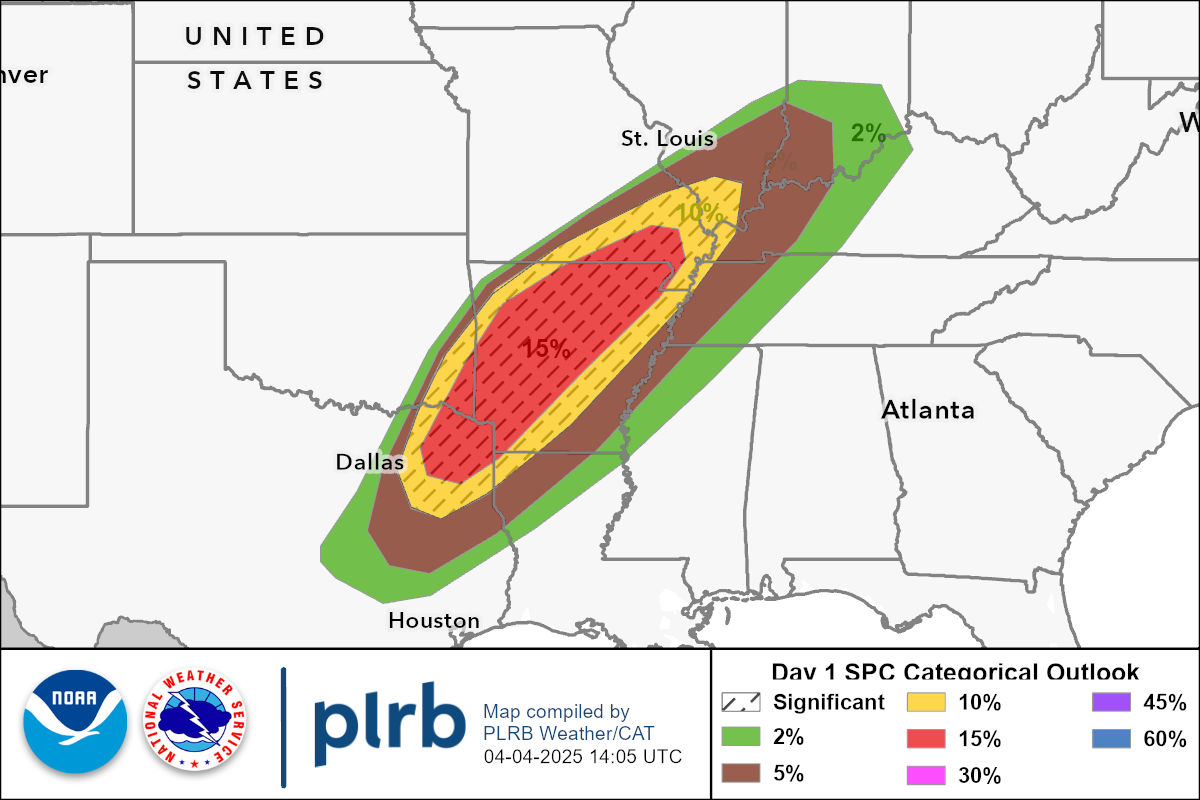 UNITED
STATES
nver
St. Louis
2%
5%
10%
15%
Atlanta
Dallas
Houston
W
NOAA
NATIONAL WEATHER SERVICE
plrb
Map compiled by
PLRB Weather/CAT
04-04-2025 14:05 UTC
Day 1 SPC Categorical Outlook
Significant
2%
5%
10%
15%
30%
45%
60%